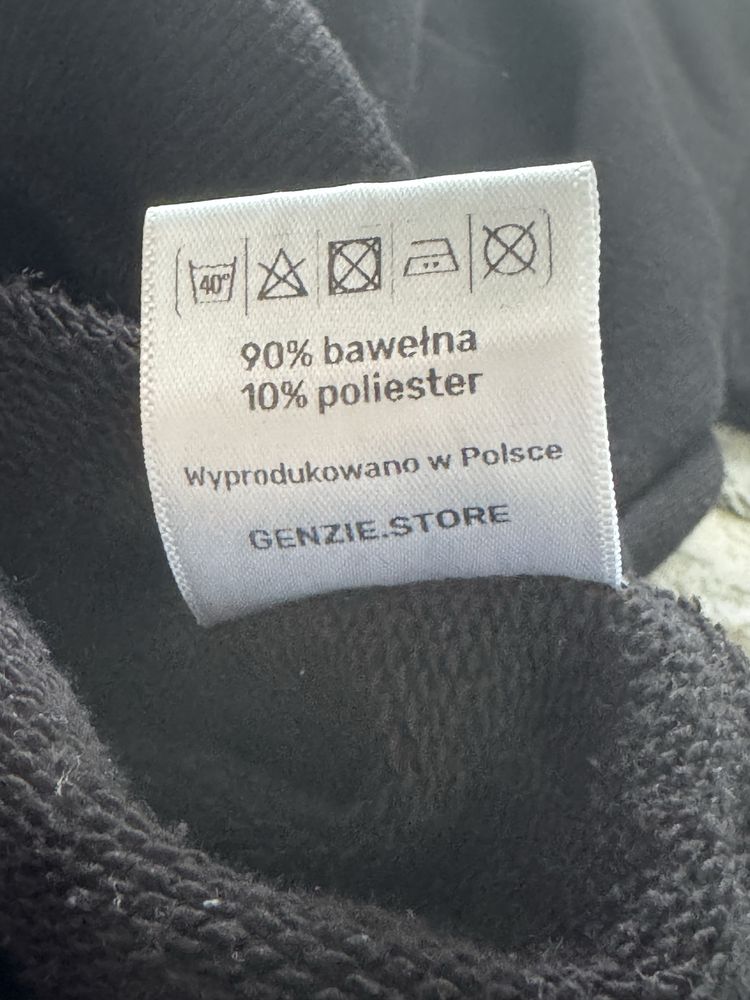 40°
90% bawełna
10% poliester
Wyprodukowano w Polsce
GENZIE.STORE